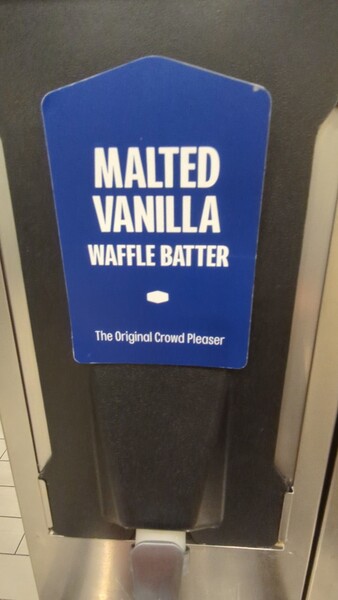 MALTED
VANILLA
WAFFLE BATTER
The Original Crowd Pleaser